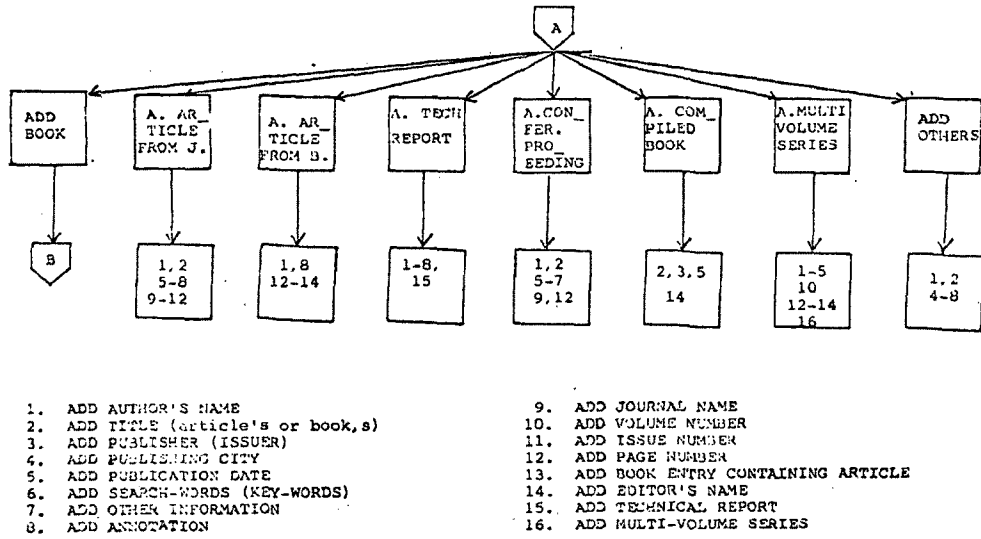 A
ADD
BOOK
A. AR_
TICLE
FROM J.
A. AR_
TICLE
FROM B.
A. TECH
REPORT
A.CON_
FER.
PRO_
EEDING
A. COM_
PILED
BOOK
A.MULTI
VOLUME
SERIES
ADD
OTHERS
B
1,2
5-8
9-12
1,8
12-14
1-8,
15
1,2
5-7
9,12
2,3,5
14
1-5
10
12-14
16
1,2
4-8
1. ADD AUTHOR'S NAME
2. ADD TITLE (article's or book,s)
3. ADD PUBLISHER (ISSUER)
4. ADD PUBLISHING CITY
5. ADD PUBLICATION DATE
6. ADD SEARCH-WORDS (KEY-WORDS)
7. ADD OTHER INFORMATION
8. ADD ANNOTATION
9. ADD JOURNAL NAME
10. ADD VOLUME NUMBER
11. ADD ISSUE NUMBER
12. ADD PAGE NUMBER
13. ADD BOOK ENTRY CONTAINING ARTICLE
14. ADD EDITOR'S NAME
15. ADD TECHNICAL REPORT
16. ADD MULTI-VOLUME SERIES